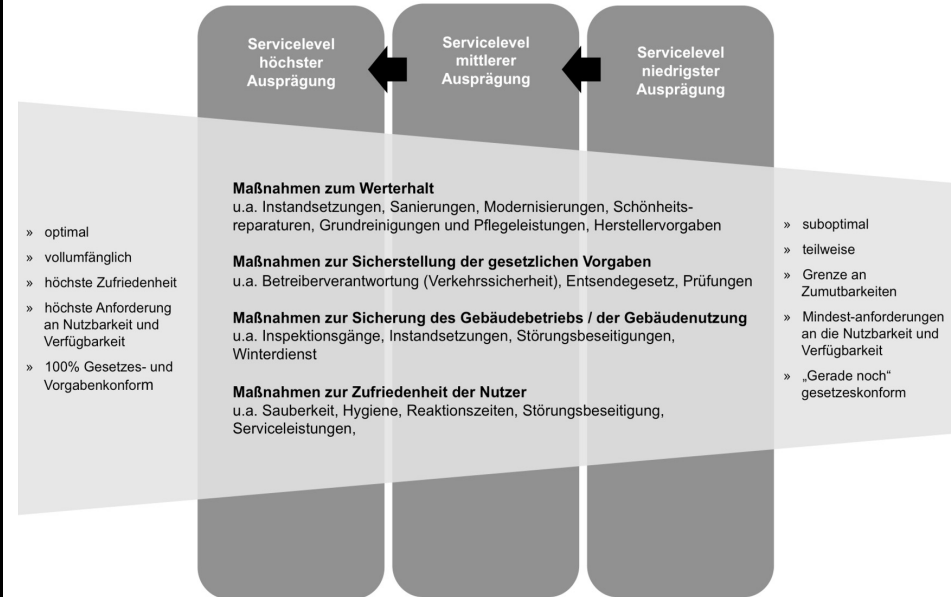 Servicelevel
höchster
Ausprägung
Servicelevel
mittlerer
Ausprägung
Servicelevel
niedrigster
Ausprägung
» optimal
» vollumfänglich
» höchste Zufriedenheit
» höchste Anforderung
an Nutzbarkeit und
Verfügbarkeit
» 100% Gesetzes- und
Vorgabenkonform
Maßnahmen zum Werterhalt
u.a. Instandsetzungen, Sanierungen, Modernisierungen, Schönheits-
reparaturen, Grundreinigungen und Pflegeleistungen, Herstellervorgaben
Maßnahmen zur Sicherstellung der gesetzlichen Vorgaben
u.a. Betreiberverantwortung (Verkehrssicherheit), Entsendegesetz, Prüfungen
Maßnahmen zur Sicherung des Gebäudebetriebs / der Gebäudenutzung
u.a. Inspektionsgänge, Instandsetzungen, Störungsbeseitigungen,
Winterdienst
Maßnahmen zur Zufriedenheit der Nutzer
u.a. Sauberkeit, Hygiene, Reaktionszeiten, Störungsbeseitigung,
Serviceleistungen,
» suboptimal
» teilweise
» Grenze an
Zumutbarkeiten
» Mindest-anforderungen
an die Nutzbarkeit und
Verfügbarkeit
» „Gerade noch“
gesetzeskonform